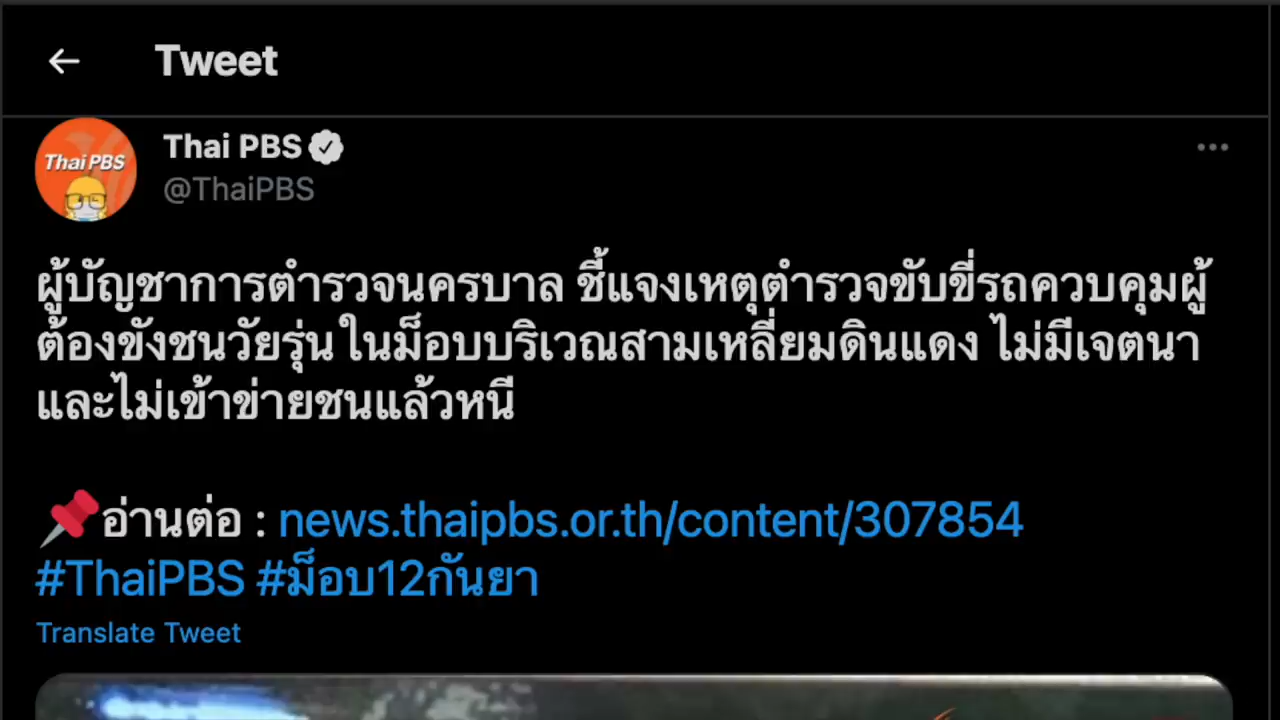 Tweet
Thai PBS
Thai PBS
@ThaiPBS
ผู้บัญชาการตำรวจนครบาล ชี้แจงเหตุตำรวจขับขี่รถควบคุมผู้
ต้องขังชนวัยรุ่น ในม็อบบริเวณสามเหลี่ยมดินแดง ไม่มีเจตนา
และไม่เข้าข่ายชนแล้วหนี
อ่านต่อ : news.thaipbs.or.th/content/307854
#ThaiPBS #ม็อบ12กันยา
Translate Tweet